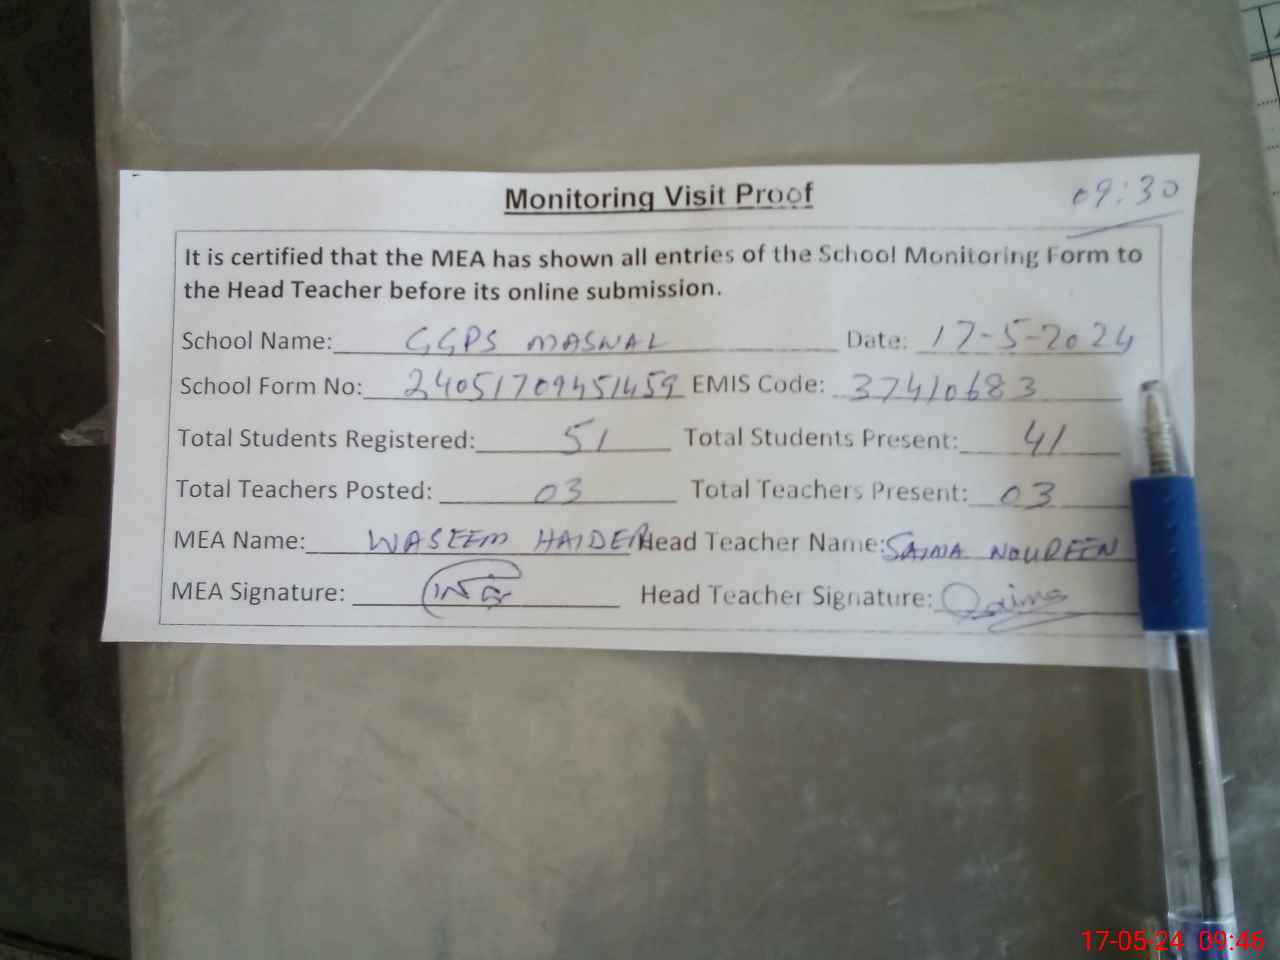 Monitoring Visit Proof
09:30
It is certified that the MEA has shown all entries of the School Monitoring Form to
the Head Teacher before its online submission.
School Name: GGPS MASWAL Date: 17-5-2024
School Form No: 24051709451459 EMIS Code: 37410683
Total Students Registered: 51 Total Students Present: 41
Total Teachers Posted: 03 Total Teachers Present: 03
MEA Name: WASEEM HAIDER Head Teacher Name: SAIMA NOUREEN
MEA Signature: Head Teacher Signature: Saima
17-05-24 09:46